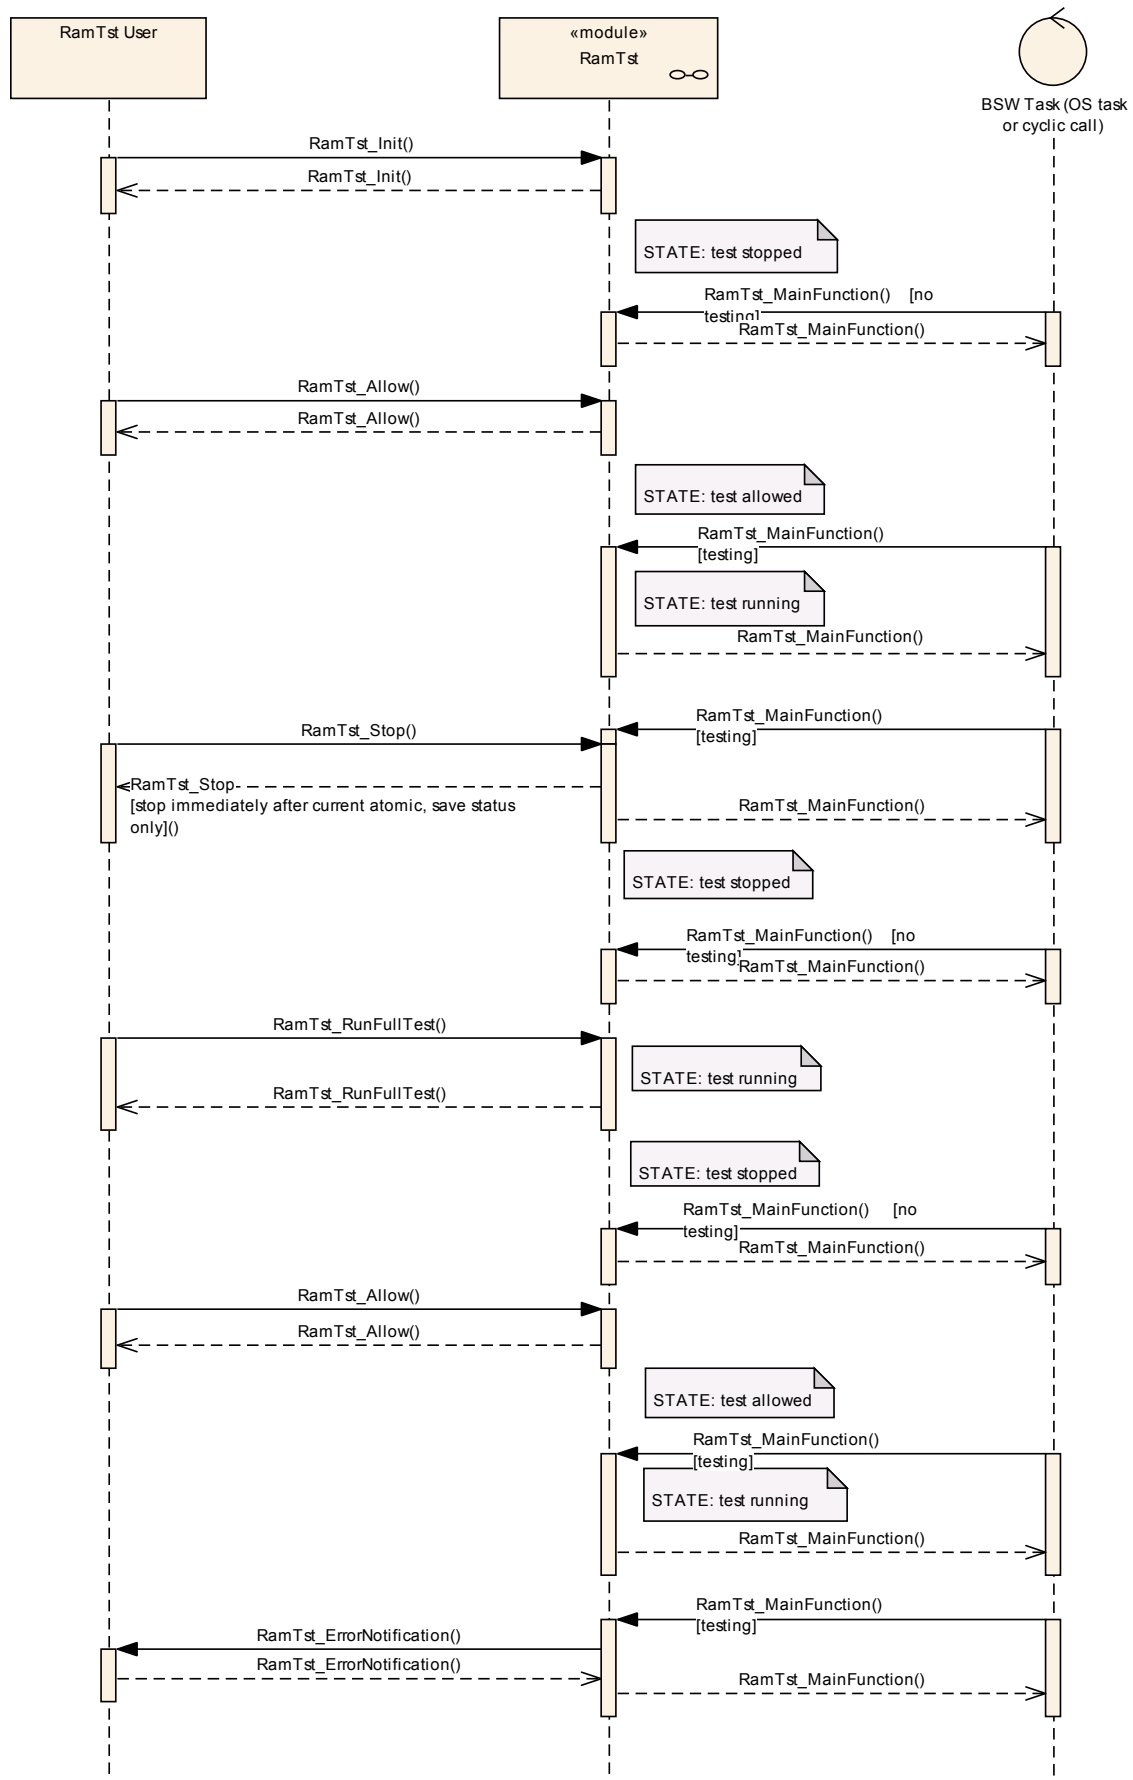 RamTst User
«module»
RamTst
BSW Task (OS task
or cyclic call)
RamTst_Init()
RamTst_Init()
STATE: test stopped
RamTst_MainFunction() [no
testing]
RamTst_MainFunction()
RamTst_Allow()
RamTst_Allow()
STATE: test allowed
RamTst_MainFunction()
[testing]
STATE: test running
RamTst_MainFunction()
RamTst_MainFunction()
[testing]
RamTst_Stop()
RamTst_Stop
[stop immediately after current atomic, save status
only]()
RamTst_MainFunction()
STATE: test stopped
RamTst_MainFunction() [no
testing]
RamTst_MainFunction()
RamTst_RunFullTest()
STATE: test running
RamTst_RunFullTest()
STATE: test stopped
RamTst_MainFunction() [no
testing]
RamTst_MainFunction()
RamTst_Allow()
RamTst_Allow()
STATE: test allowed
RamTst_MainFunction()
[testing]
STATE: test running
RamTst_MainFunction()
RamTst_MainFunction()
[testing]
RamTst_ErrorNotification()
RamTst_ErrorNotification()
RamTst_MainFunction()